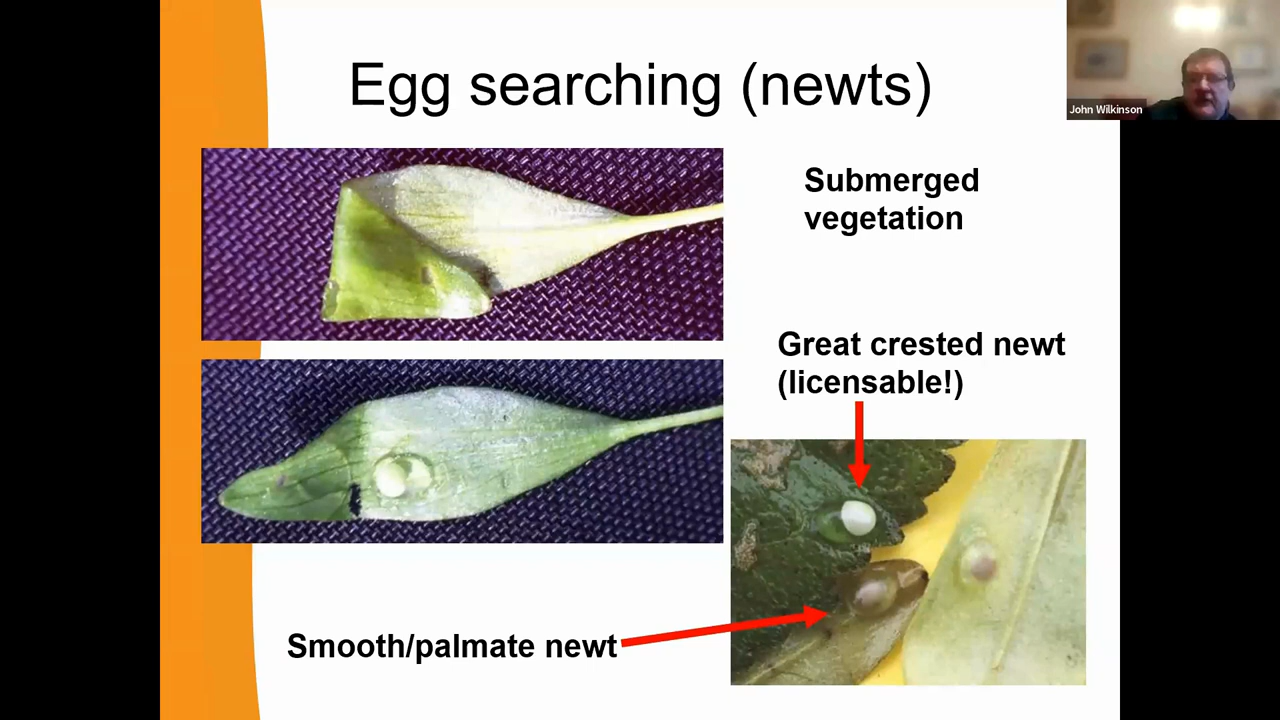 Egg searching (newts)
John Wilkinson
Submerged
vegetation
Great crested newt
(licensable!)
Smooth/palmate newt